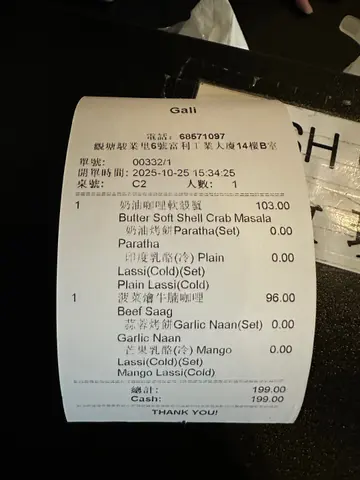 Gali
電話: 68571097
觀塘駿業里6號富利工業大廈14樓B室
單號: 00332/1
開單時間: 2025-10-25 15:34:25
桌號: C2 人數: 1
1 奶油咖哩軟殼蟹 103.00
Butter Soft Shell Crab Masala
奶油烤餅Paratha(Set) 0.00
Paratha
印度乳酪(冷) Plain 0.00
Lassi(Cold)(Set)
Plain Lassi(Cold)
1 菠菜燴牛腩咖哩 96.00
Beef Saag
蒜蓉烤餅Garlic Naan(Set) 0.00
Garlic Naan
芒果乳酪(冷) Mango 0.00
Lassi(Cold)(Set)
Mango Lassi(Cold)
總計: 199.00
Cash: 199.00
THANK YOU!
SH